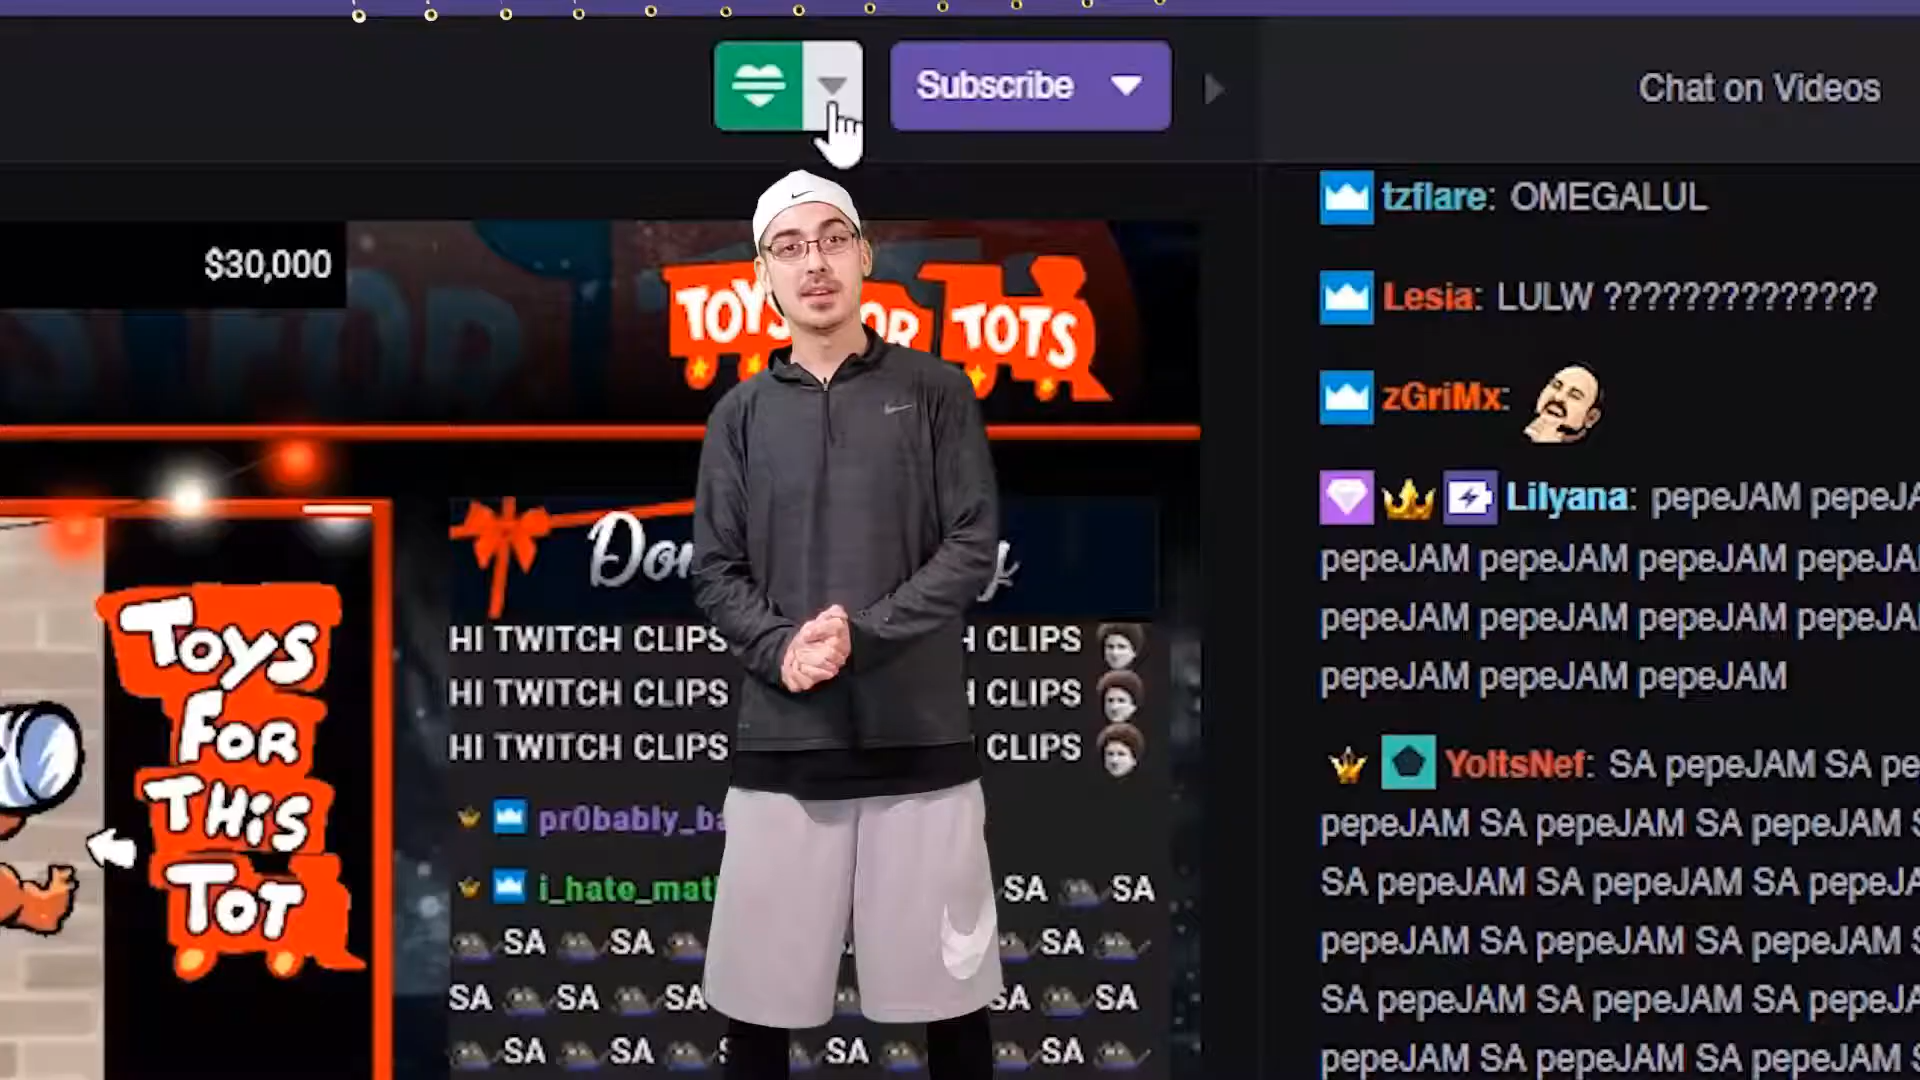 Subscribe
Chat on Videos
$30,000
TOYS FOR TOTS
tzflare: OMEGALUL
Lesia: LULW ??????????????
zGriMx:
Lilyana: pepeJAM
pepeJAM pepeJAM pepeJAM
pepeJAM pepeJAM pepeJAM
pepeJAM pepeJAM pepeJAM
YoltsNef: SA pepeJAM SA
pepeJAM SA pepeJAM SA pepeJAM
SA pepeJAM SA pepeJAM SA
pepeJAM SA pepeJAM SA pepeJAM
SA pepeJAM SA pepeJAM SA
pepeJAM SA pepeJAM SA pepeJAM
TOYS
FOR
THIS
TOT
HI TWITCH CLIPS CLIPS
HI TWITCH CLIPS CLIPS
HI TWITCH CLIPS CLIPS
SA SA
SA SA SA
SA SA SA SA SA
SA SA SA SA